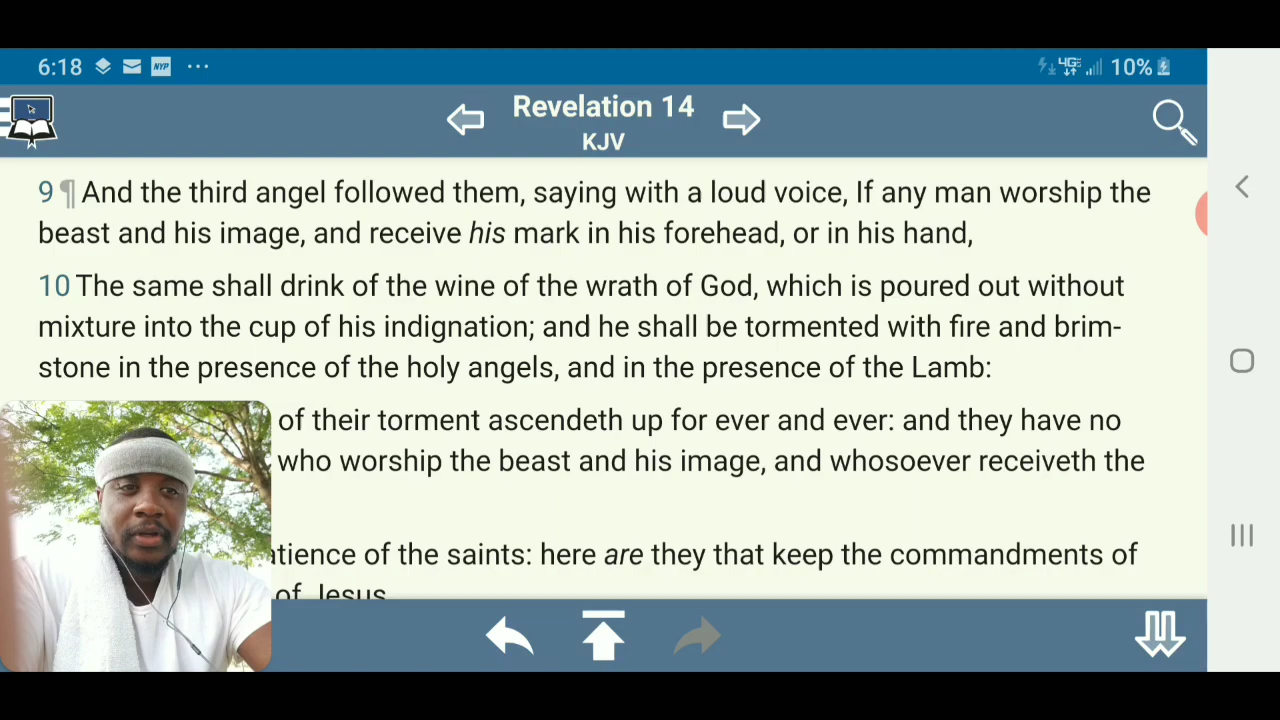 6:18 NYP ... 4GE 10%
Revelation 14
KJV
9 ¶ And the third angel followed them, saying with a loud voice, If any man worship the
beast and his image, and receive his mark in his forehead, or in his hand,
10 The same shall drink of the wine of the wrath of God, which is poured out without
mixture into the cup of his indignation; and he shall be tormented with fire and brim-
stone in the presence of the holy angels, and in the presence of the Lamb:
of their torment ascendeth up for ever and ever: and they have no
who worship the beast and his image, and whosoever receiveth the
atience of the saints: here are they that keep the commandments of
of Jesus